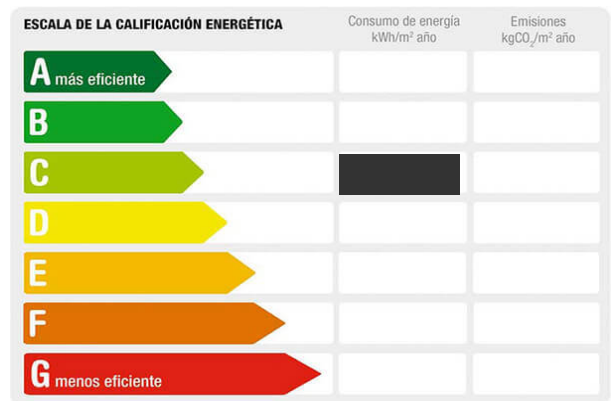 ESCALA DE LA CALIFICACIÓN ENERGÉTICA
Consumo de energía
kWh/m² año
Emisiones
kgCO₂/m² año
A más eficiente
B
C
D
E
F
G menos eficiente